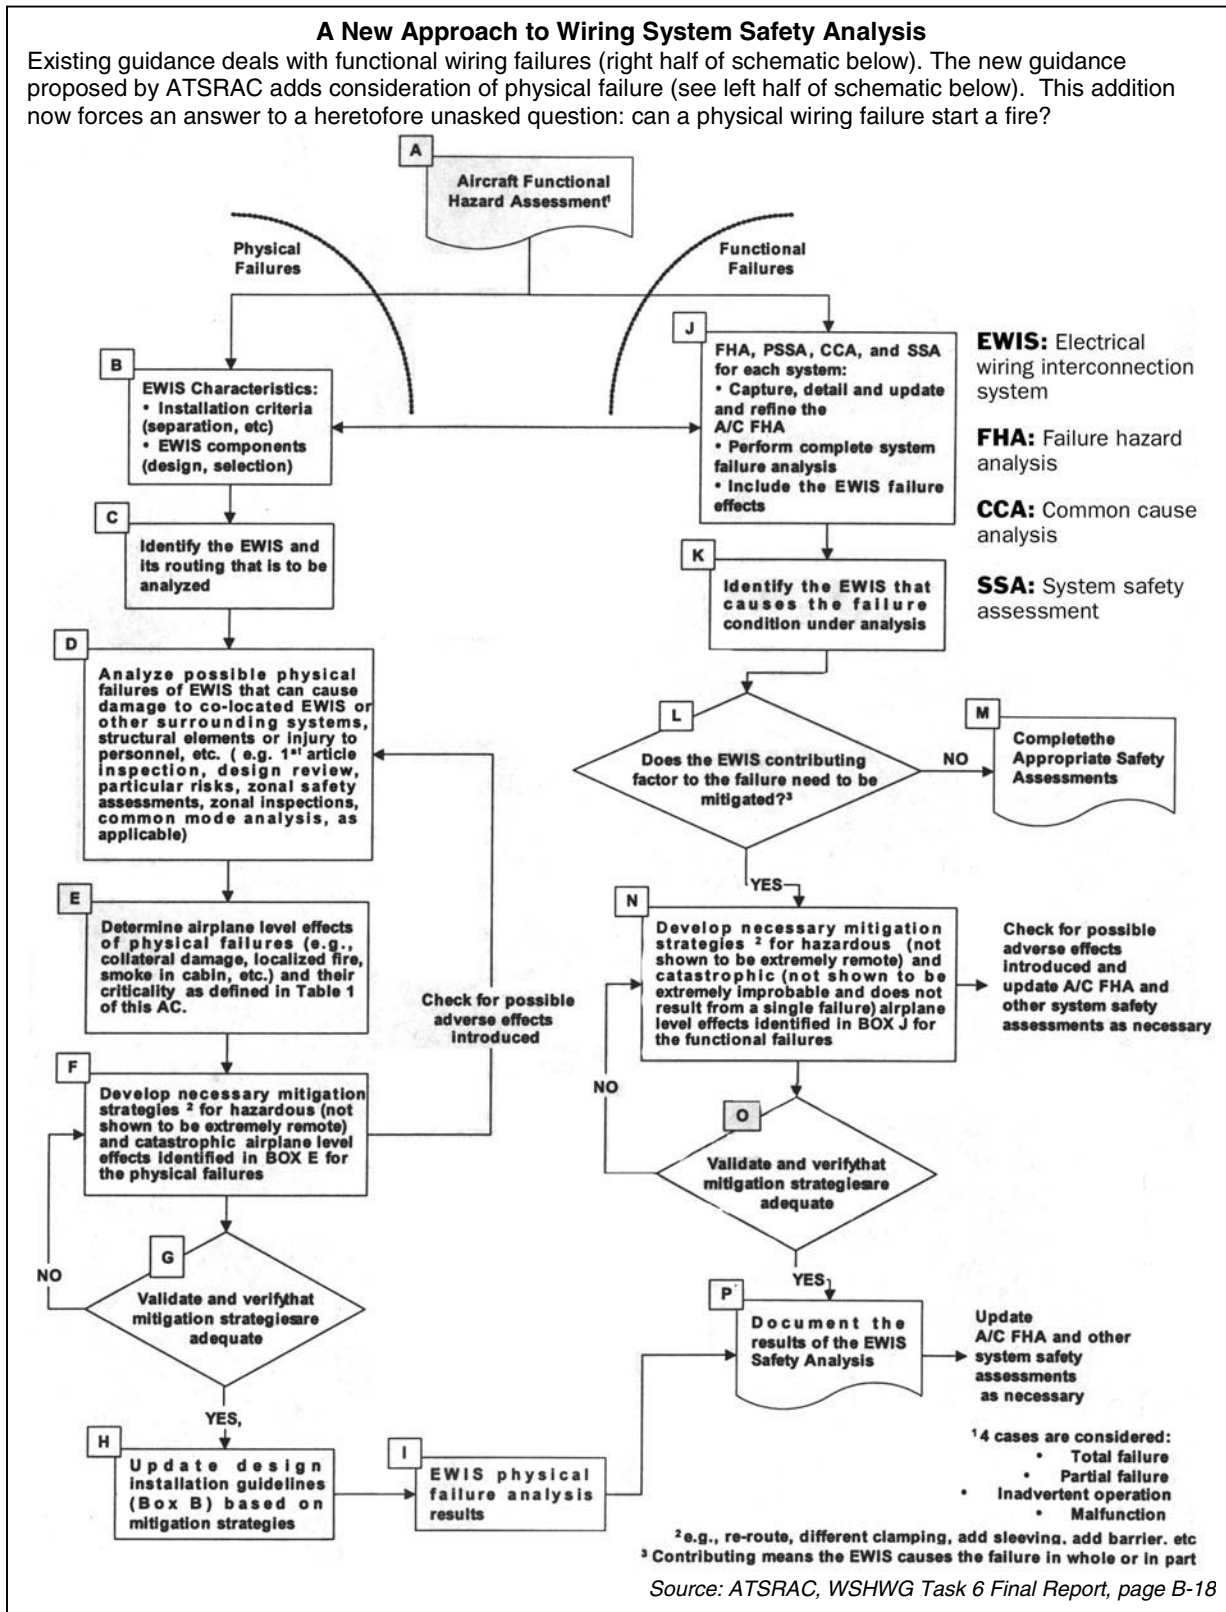 A New Approach to Wiring System Safety Analysis
Existing guidance deals with functional wiring failures (right half of schematic below). The new guidance
proposed by ATSRAC adds consideration of physical failure (see left half of schematic below).  This addition
now forces an answer to a heretofore unasked question: can a physical wiring failure start a fire?
A
Aircraft Functional
Hazard Assessment¹
Physical
Failures
Functional
Failures
B
EWIS Characteristics:
• Installation criteria
(separation, etc)
• EWIS components
(design, selection)
J
FHA, PSSA, CCA, and SSA
for each system:
• Capture, detail and update
and refine the
A/C FHA
• Perform complete system
failure analysis
• Include the EWIS failure
effects
EWIS: Electrical
wiring interconnection
system
FHA: Failure hazard
analysis
CCA: Common cause
analysis
SSA: System safety
assessment
C
Identify the EWIS and
its routing that is to be
analyzed
K
Identify the EWIS that
causes the failure
condition under analysis
D
Analyze possible physical
failures of EWIS that can cause
damage to co-located EWIS or
other surrounding systems,
structural elements or injury to
personnel, etc. ( e.g. 1st article
inspection, design review,
particular risks, zonal safety
assessments, zonal inspections,
common mode analysis, as
applicable)
L
Does the EWIS contributing
factor to the failure need to be
mitigated?³
NO
M
Completethe
Appropriate Safety
Assessments
YES
E
Determine airplane level effects
of physical failures (e.g.,
collateral damage, localized fire,
smoke in cabin, etc.) and their
criticality as defined in Table 1
of this AC.
Check for possible
adverse effects
introduced
N
Develop necessary mitigation
strategies ² for hazardous (not
shown to be extremely remote) and
catastrophic (not shown to be
extremely improbable and does not
result from a single failure) airplane
level effects identified in BOX J for
the functional failures
Check for possible
adverse effects
introduced and
update A/C FHA and
other system safety
assessments as necessary
F
Develop necessary mitigation
strategies ² for hazardous (not
shown to be extremely remote)
and catastrophic airplane level
effects identified in BOX E for
the physical failures
NO
O
Validate and verifythat
mitigation strategiesare
adequate
G
NO
Validate and verifythat
mitigation strategiesare
adequate
YES
P
Document the
results of the EWIS
Safety Analysis
Update
A/C FHA and other
system safety
assessments
as necessary
YES,
H
Update design
installation guidelines
(Box B) based on
mitigation strategies
I
EWIS physical
failure analysis
results
¹4 cases are considered:
• Total failure
• Partial failure
• Inadvertent operation
• Malfunction
²e.g., re-route, different clamping, add sleeving, add barrier, etc
³ Contributing means the EWIS causes the failure in whole or in part
Source: ATSRAC, WSHWG Task 6 Final Report, page B-18